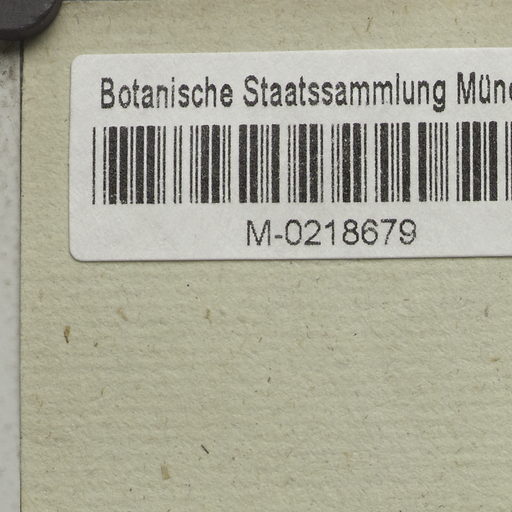 Botanische Staatssammlung Mün
M-0218679